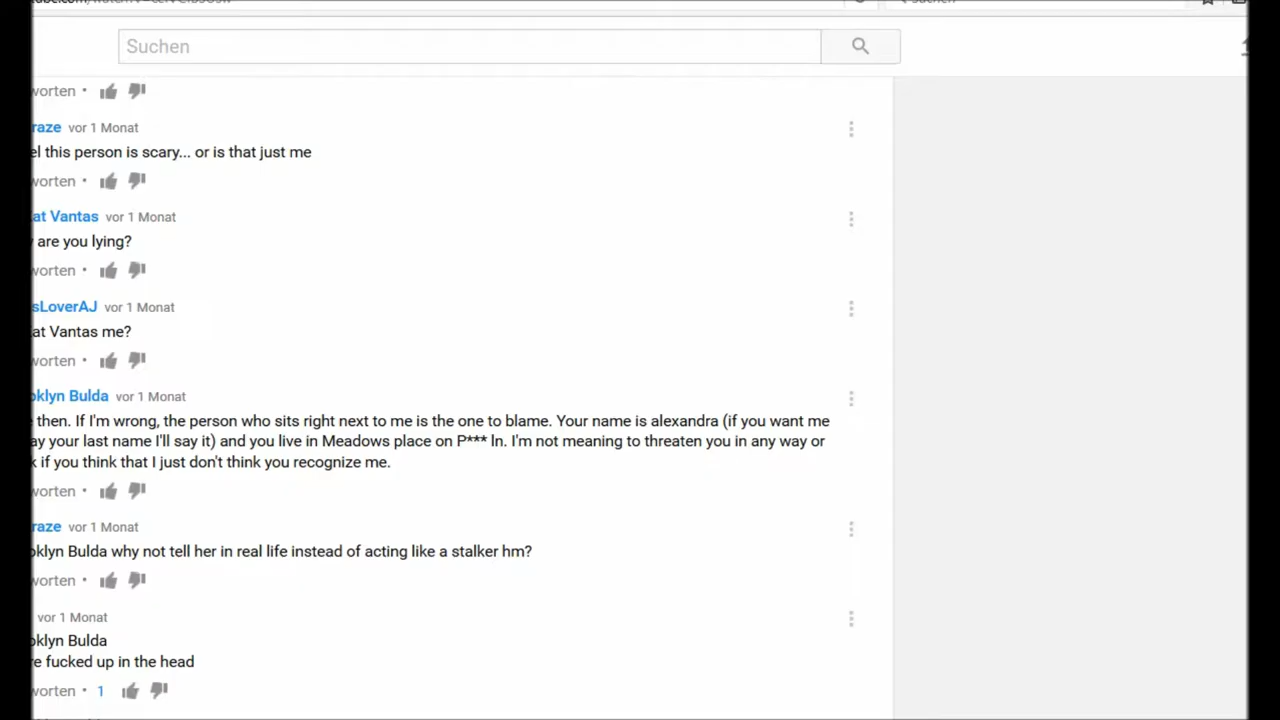 Suchen
worten •
raze vor 1 Monat
el this person is scary... or is that just me
worten •
at Vantas vor 1 Monat
are you lying?
worten •
sLoverAJ vor 1 Monat
at Vantas me?
worten •
oklyn Bulda vor 1 Monat
then. If I'm wrong, the person who sits right next to me is the one to blame. Your name is alexandra (if you want me
ay your last name I'll say it) and you live in Meadows place on P*** ln. I'm not meaning to threaten you in any way or
k if you think that I just don't think you recognize me.
worten •
raze vor 1 Monat
oklyn Bulda why not tell her in real life instead of acting like a stalker hm?
worten •
vor 1 Monat
oklyn Bulda
re fucked up in the head
worten • 1